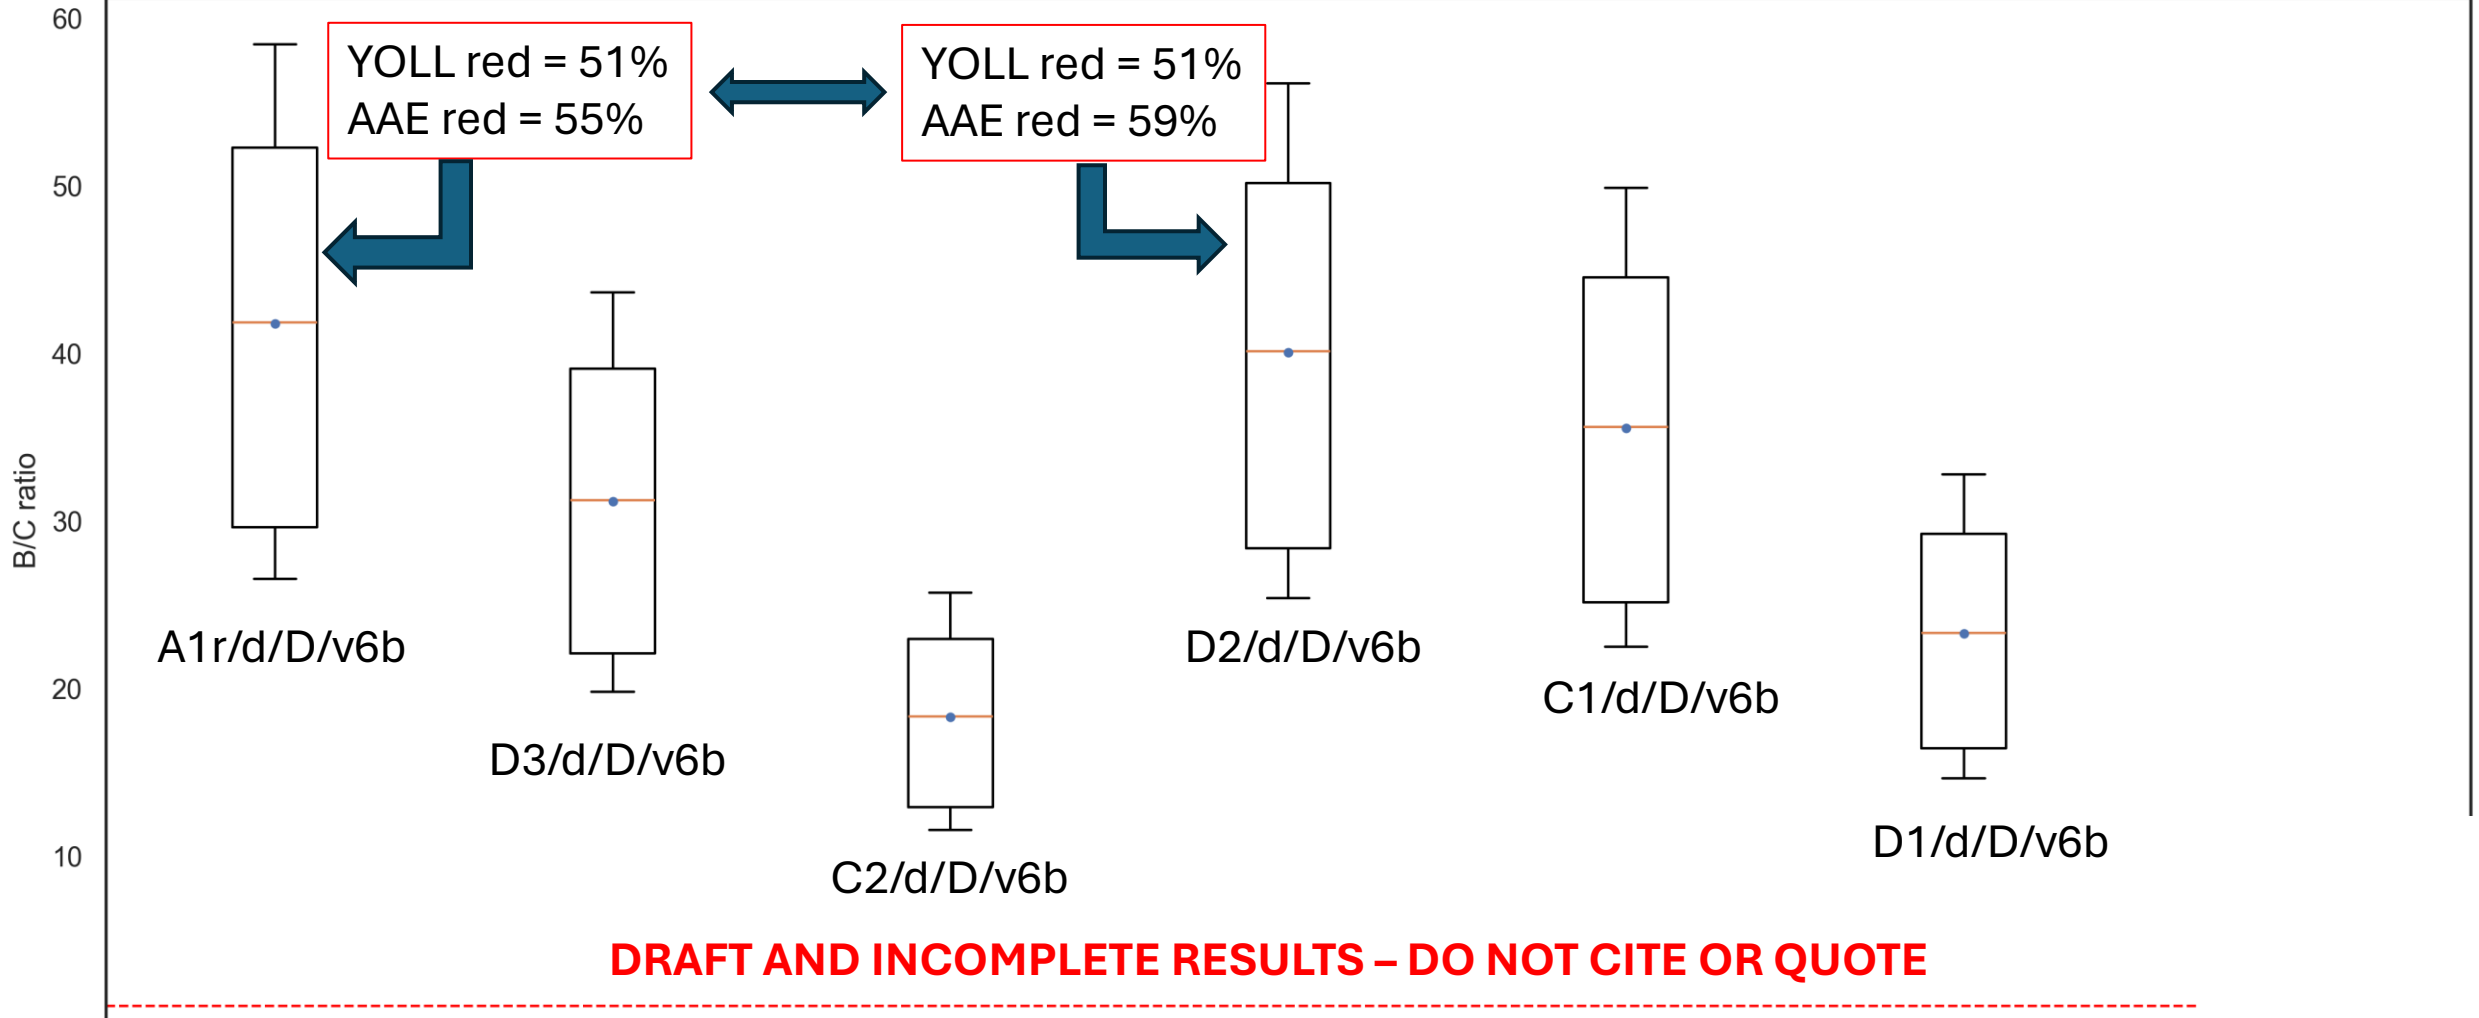 60
YOLL red = 51%
AAE red = 55%
YOLL red = 51%
AAE red = 59%
50
40
B/C ratio
30
A1r/d/D/v6b
D2/d/D/v6b
20
C1/d/D/v6b
D3/d/D/v6b
10
D1/d/D/v6b
C2/d/D/v6b
DRAFT AND INCOMPLETE RESULTS – DO NOT CITE OR QUOTE